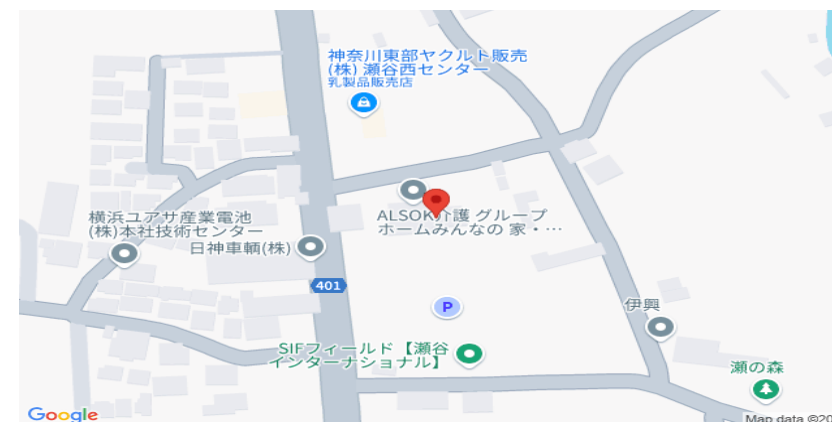 神奈川東部ヤクルト販売
(株) 瀬谷西センター
乳製品販売店
ALSOK介護 グループ
ホームみんなの 家・…
横浜ユアサ産業電池
(株)本社技術センター
日神車輌(株)
401
P
伊興
SIFフィールド【瀬谷
インターナショナル】
瀬の森
Google
Map data ©20